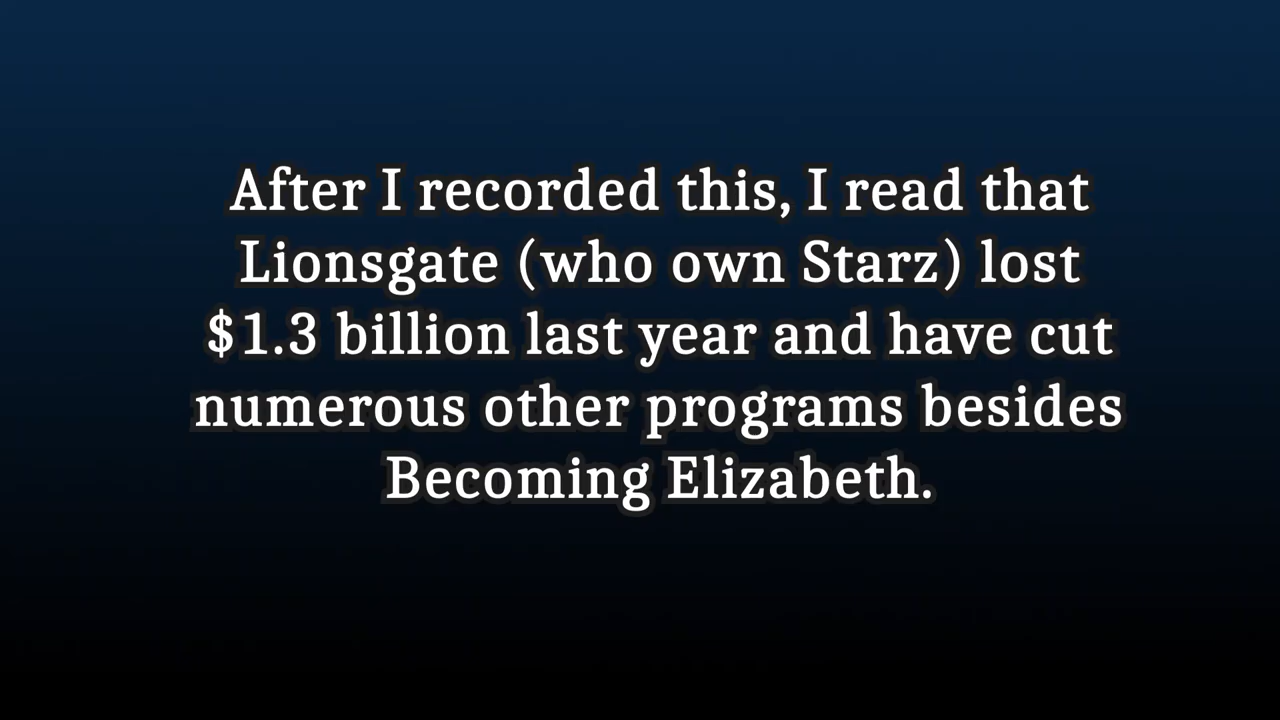 After I recorded this, I read that
Lionsgate (who own Starz) lost
$1.3 billion last year and have cut
numerous other programs besides
Becoming Elizabeth.